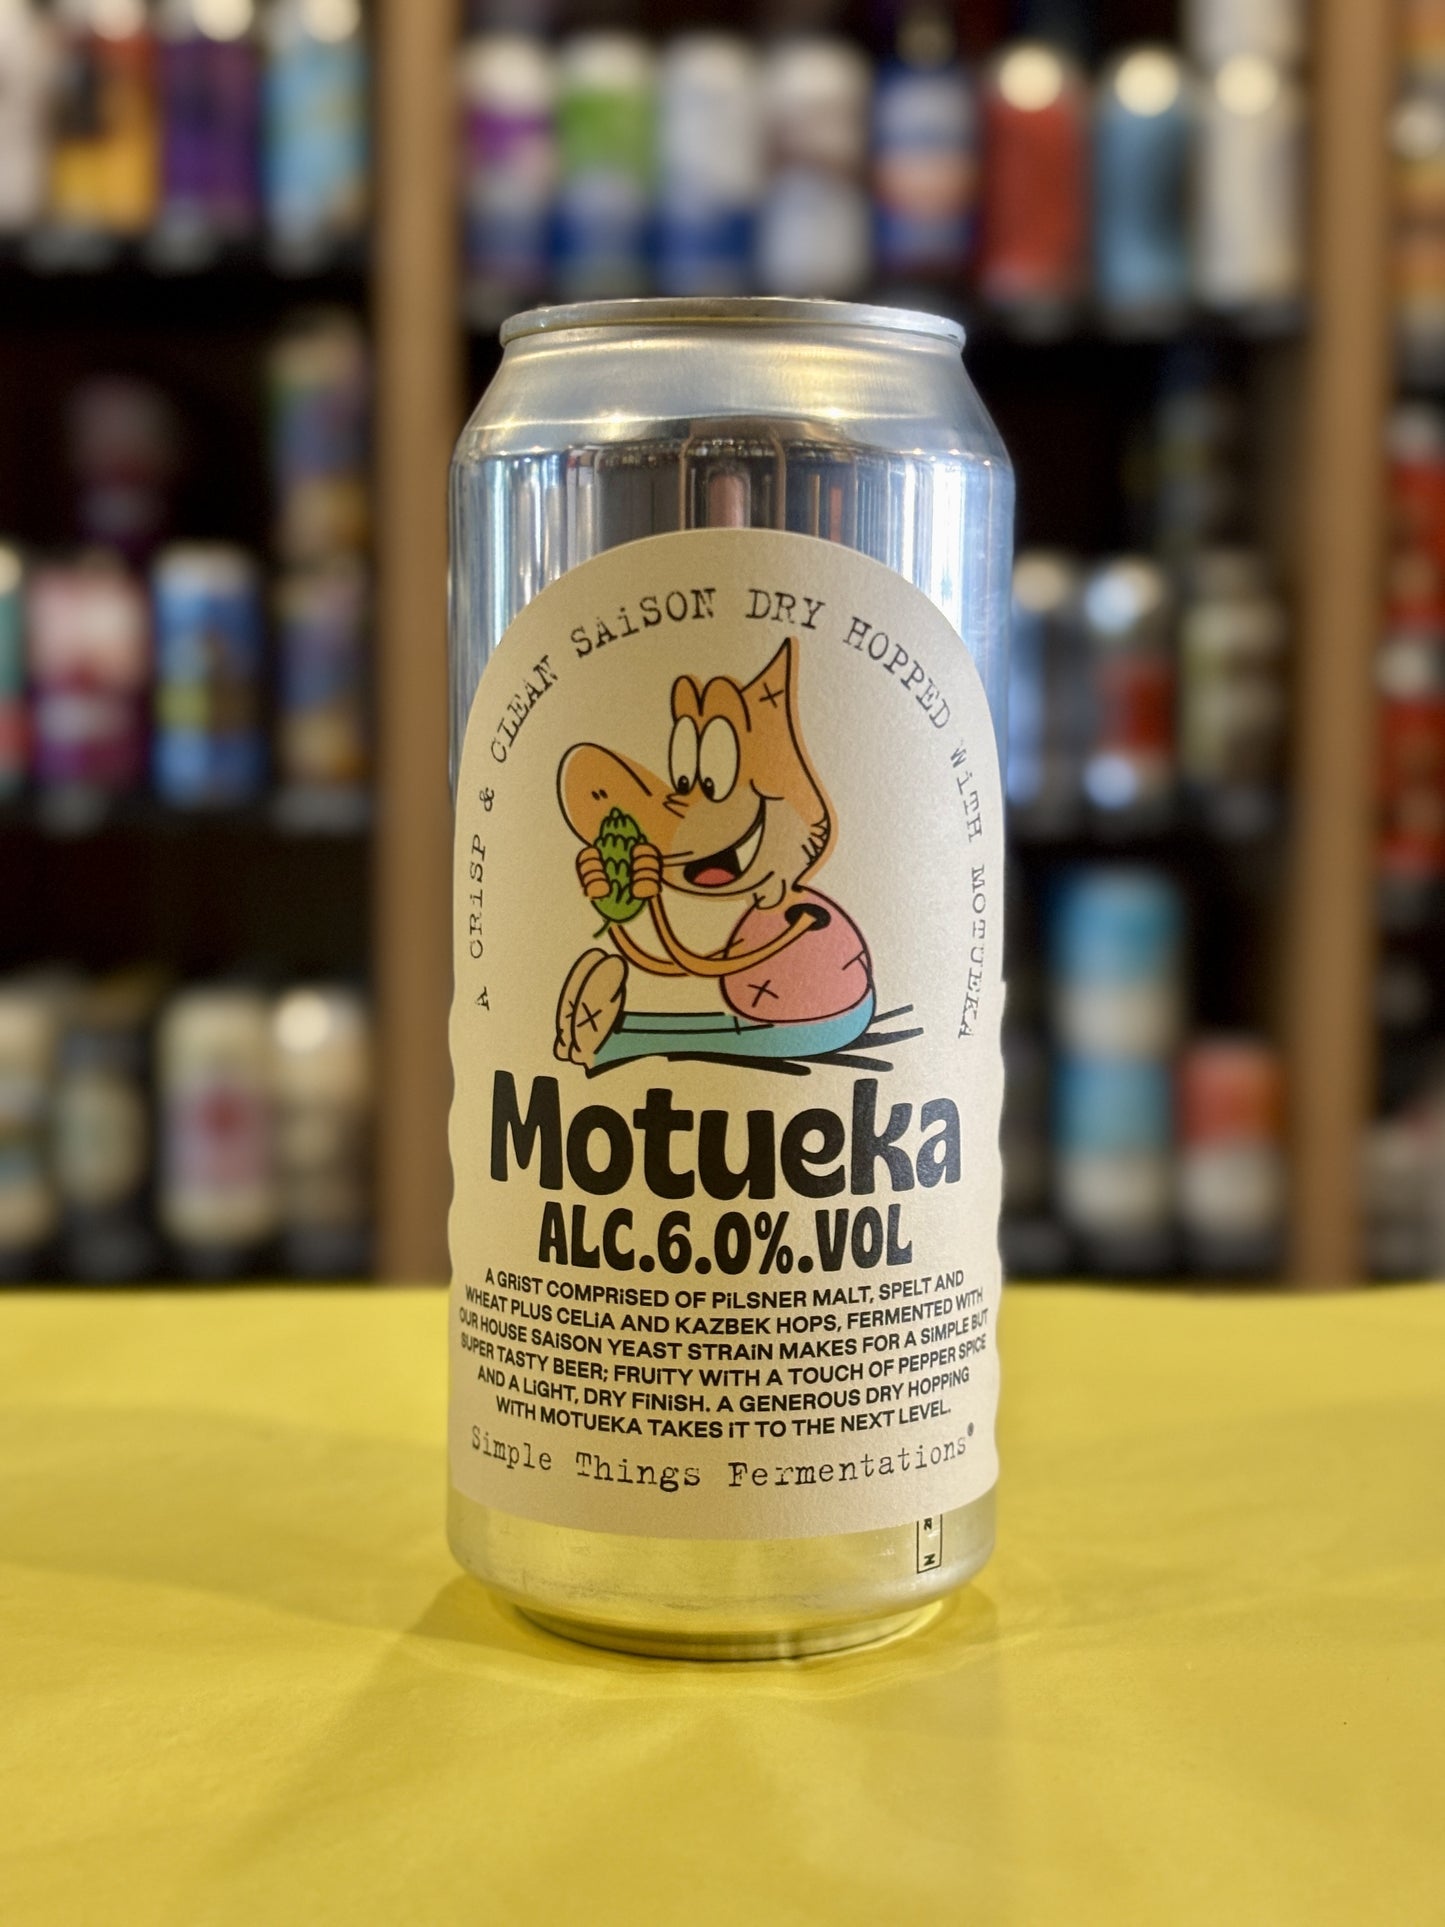 A CRiSP & CLEAN SAiSON DRY HOPPED WiTH MOTUEKA
Motueka
ALC.6.0%.VOL
A GRiST COMPRiSED OF PiLSNER MALT, SPELT AND
WHEAT PLUS CELiA AND KAZBEK HOPS, FERMENTED WiTH
OUR HOUSE SAiSON YEAST STRAiN MAKES FOR A SiMPLE BUT
SUPER TASTY BEER; FRUiTY WiTH A TOUCH OF PEPPER SPiCE
AND A LiGHT, DRY FiNiSH. A GENEROUS DRY HOPPiNG
WiTH MOTUEKA TAKES iT TO THE NEXT LEVEL.
Simple Things Fermentations